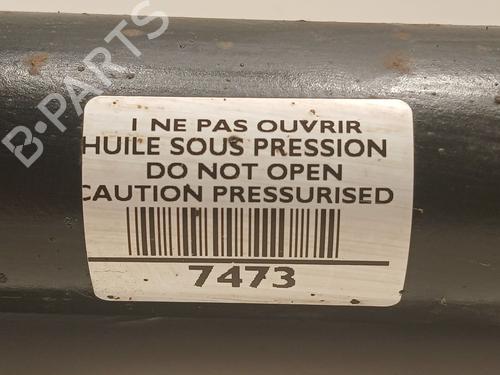 B-PARTS
I NE PAS OUVRIR
HUILE SOUS PRESSION
DO NOT OPEN
CAUTION PRESSURISED
7473